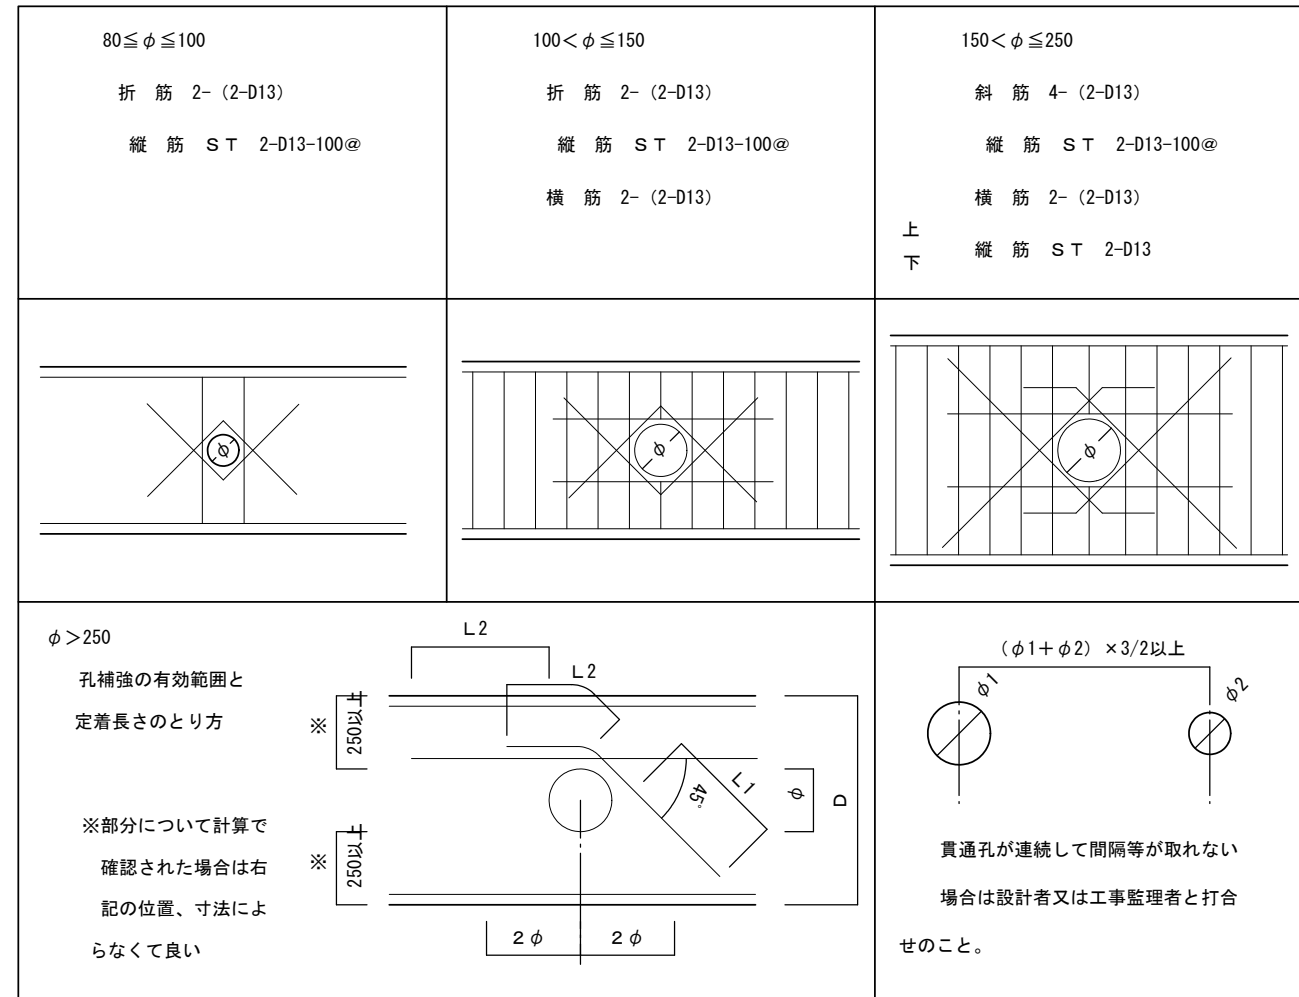 80≦φ≦100
折 筋 2-(2-D13)
縦 筋 ST 2-D13-100@
100<φ≦150
折 筋 2-(2-D13)
縦 筋 ST 2-D13-100@
横 筋 2-(2-D13)
150<φ≦250
斜 筋 4-(2-D13)
縦 筋 ST 2-D13-100@
横 筋 2-(2-D13)
上
下
縦 筋 ST 2-D13
φ
φ
φ
φ>250
孔補強の有効範囲と
定着長さのとり方
※部分について計算で
確認された場合は右
記の位置、寸法によ
らなくて良い
L2
L2
※
250以上
※
250以上
45°
L1
φ
D
2φ
2φ
(φ1+φ2)×3/2以上
φ1
φ2
貫通孔が連続して間隔等が取れない
場合は設計者又は工事監理者と打合
せのこと。